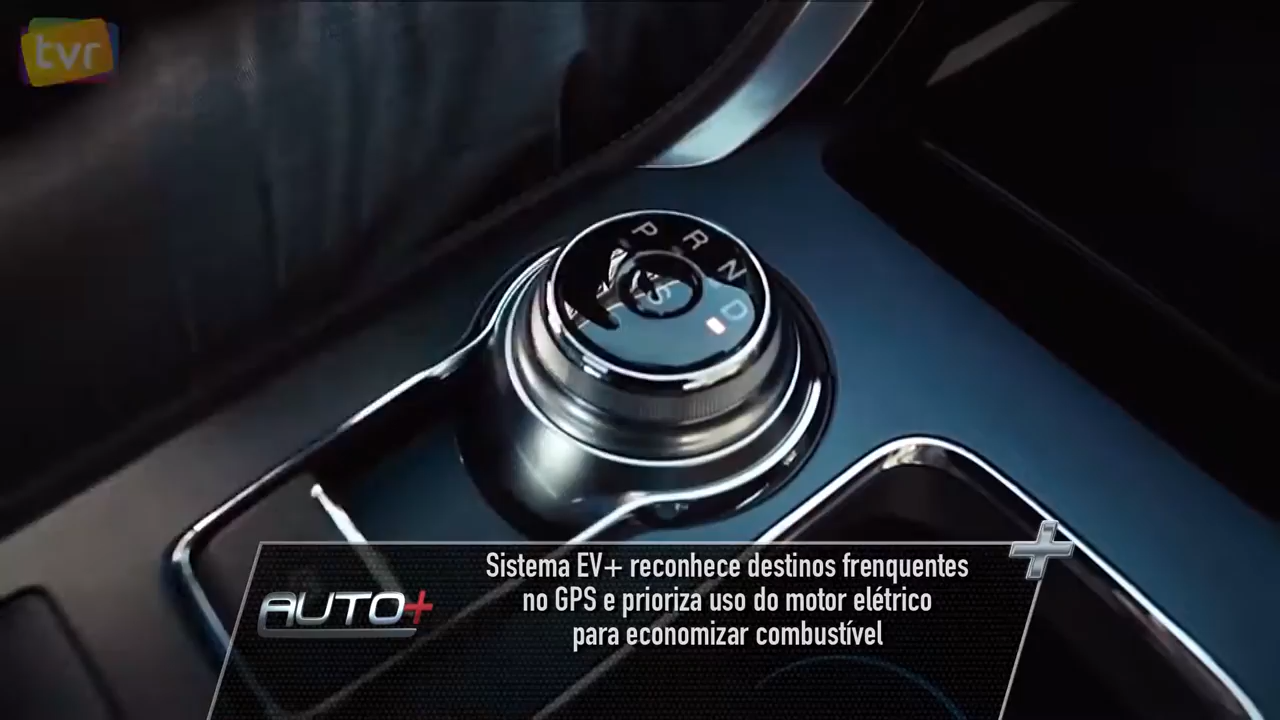 tvr
P R N D
S
Sistema EV+ reconhece destinos frenquentes
no GPS e prioriza uso do motor elétrico
para economizar combustível
AUTO+